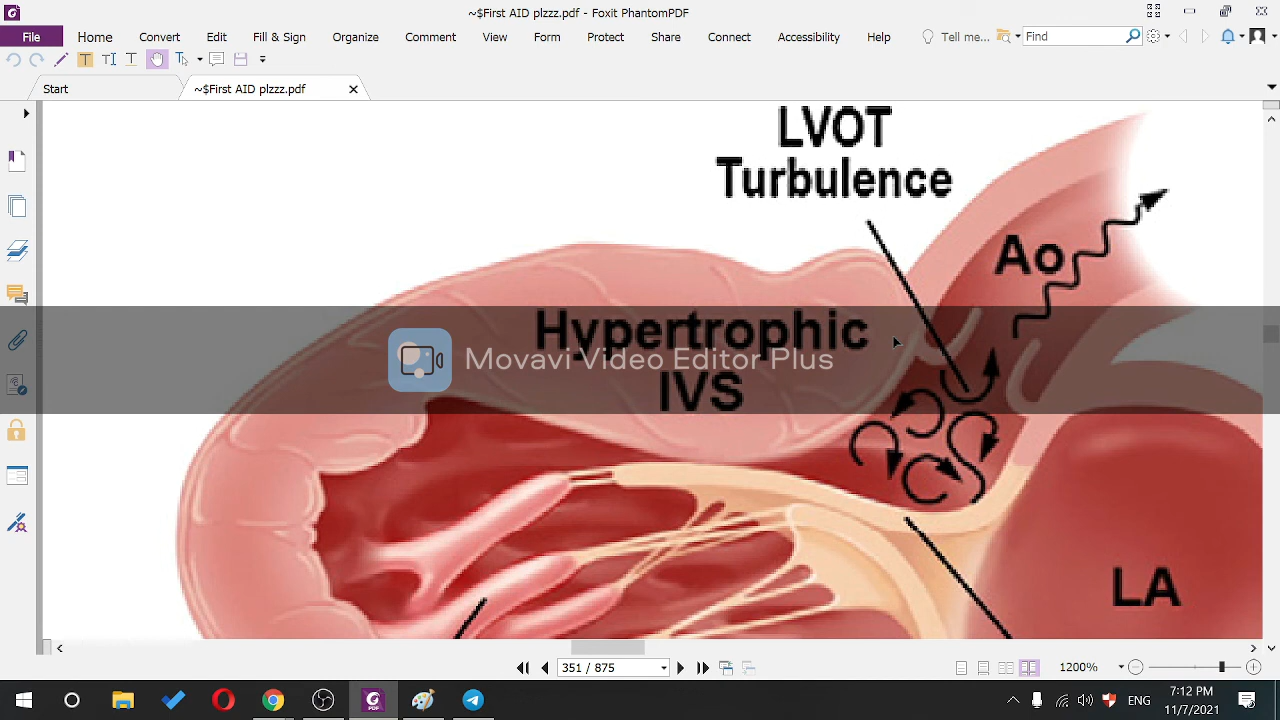 ~$First AID plzzz.pdf - Foxit PhantomPDF
File Home Convert Edit Fill & Sign Organize Comment View Form Protect Share Connect Accessibility Help Tell me... Find
Start ~$First AID plzzz.pdf
LVOT
Turbulence
Ao
Hypertrophic
Movavi Video Editor Plus
IVS
LA
351 / 875 1200%
ENG 7:12 PM
11/7/2021